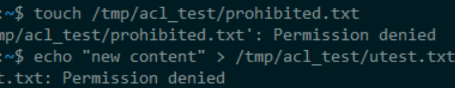 :~$ touch /tmp/acl_test/prohibited.txt
mp/acl_test/prohibited.txt': Permission denied
:~$ echo "new content" > /tmp/acl_test/utest.txt
t.txt: Permission denied